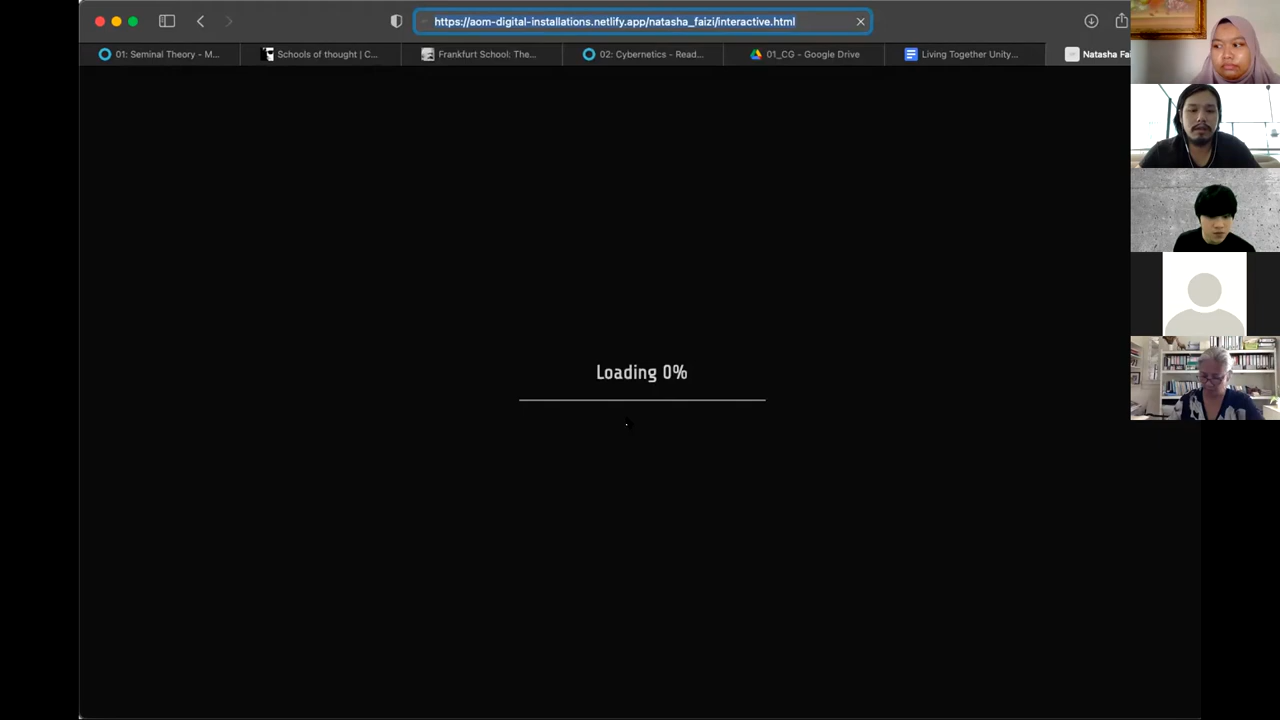 https://aom-digital-installations.netlify.app/natasha_faizi/interactive.html
01: Seminal Theory - M...
Schools of thought | C...
Frankfurt School: The...
02: Cybernetics - Read...
01_CG - Google Drive
Living Together Unity...
Natasha Fai
Loading 0%